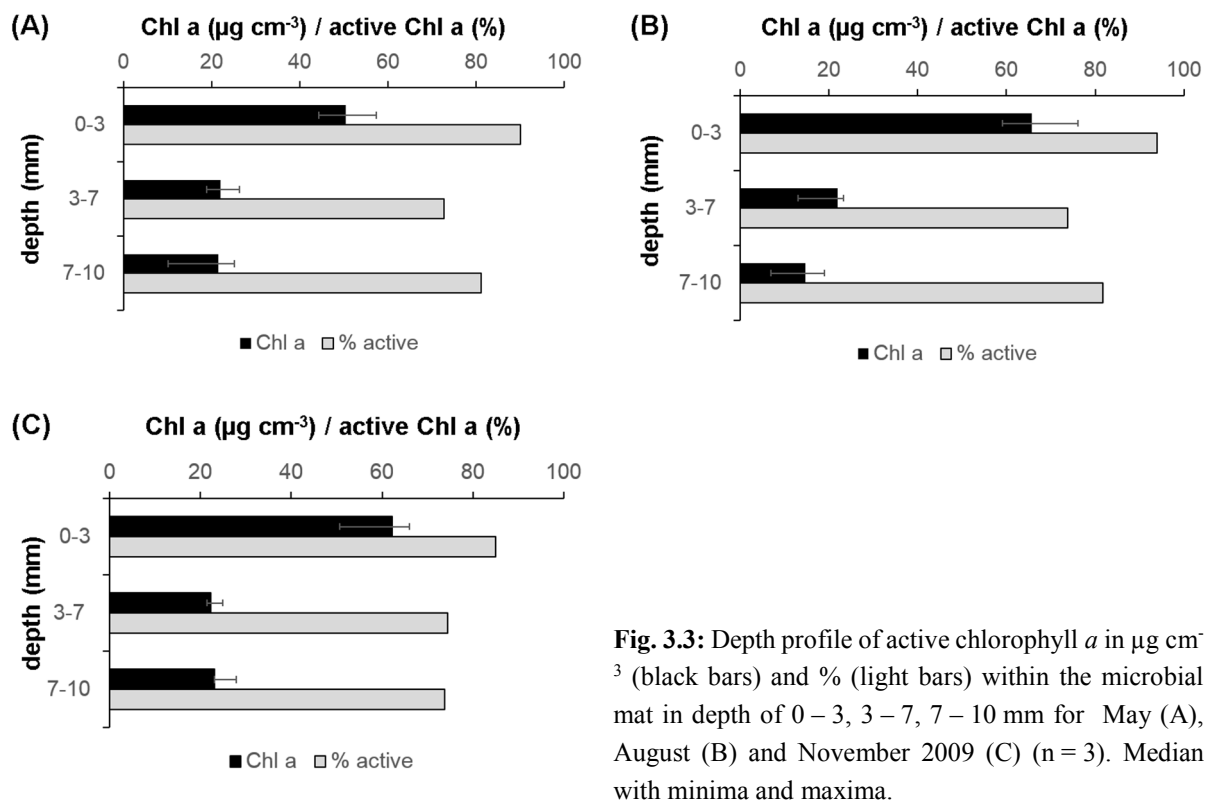 (A)
Chl a (µg cm-3) / active Chl a (%)
0 20 40 60 80 100
depth (mm)
0-3
3-7
7-10
Chl a % active
(B)
Chl a (µg cm-3) / active Chl a (%)
0 20 40 60 80 100
depth (mm)
0-3
3-7
7-10
Chl a % active
(C)
Chl a (µg cm-3) / active Chl a (%)
0 20 40 60 80 100
depth (mm)
0-3
3-7
7-10
Chl a % active
Fig. 3.3: Depth profile of active chlorophyll a in µg cm-
3 (black bars) and % (light bars) within the microbial
mat in depth of 0 – 3, 3 – 7, 7 – 10 mm for May (A),
August (B) and November 2009 (C) (n = 3). Median
with minima and maxima.